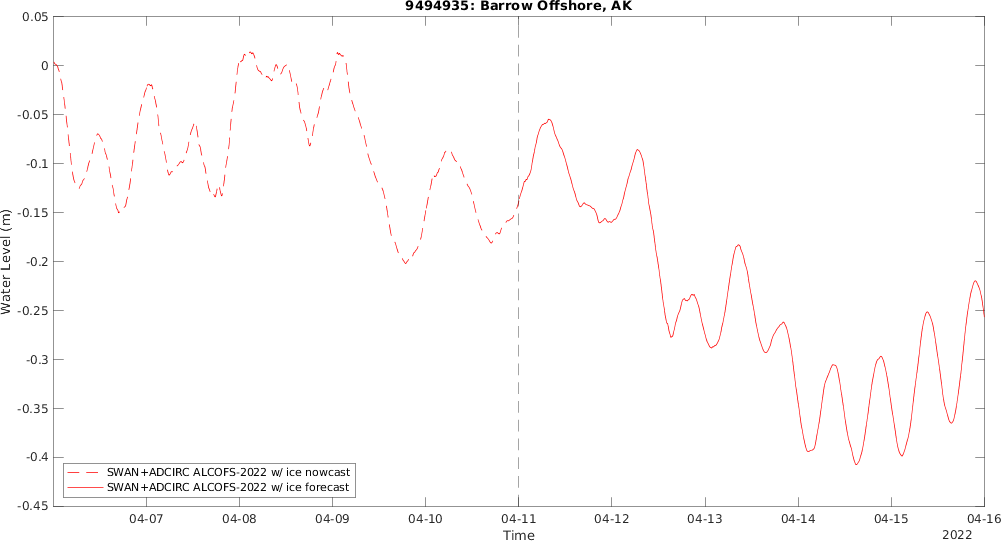 9494935: Barrow Offshore, AK
Water Level (m)
0.05
0
-0.05
-0.1
-0.15
-0.2
-0.25
-0.3
-0.35
-0.4
-0.45
SWAN+ADCIRC ALCOFS-2022 w/ ice nowcast
SWAN+ADCIRC ALCOFS-2022 w/ ice forecast
04-07 04-08 04-09 04-10 04-11 04-12 04-13 04-14 04-15 04-16
Time
2022